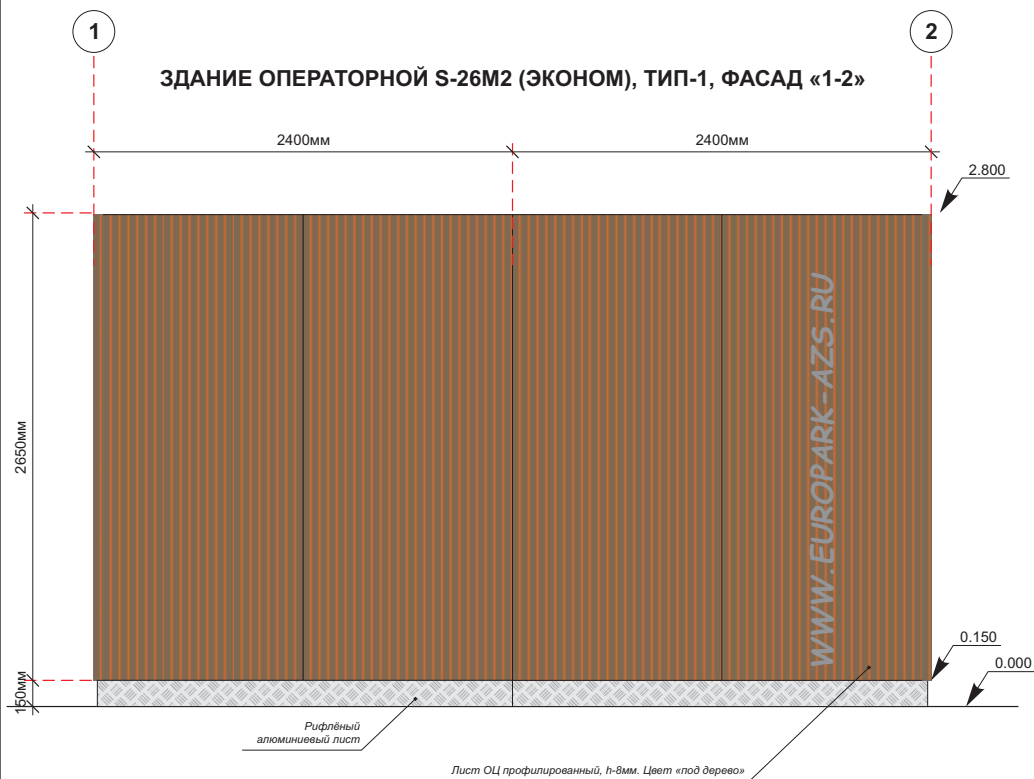 1
2
ЗДАНИЕ ОПЕРАТОРНОЙ S-26М2 (ЭКОНОМ), ТИП-1, ФАСАД «1-2»
2400мм
2400мм
2.800
2650мм
WWW.EUROPARK-AZS.RU
0.150
0.000
150мм
Рифлёный
алюминиевый лист
Лист ОЦ профилированный, h-8мм. Цвет «под дерево»